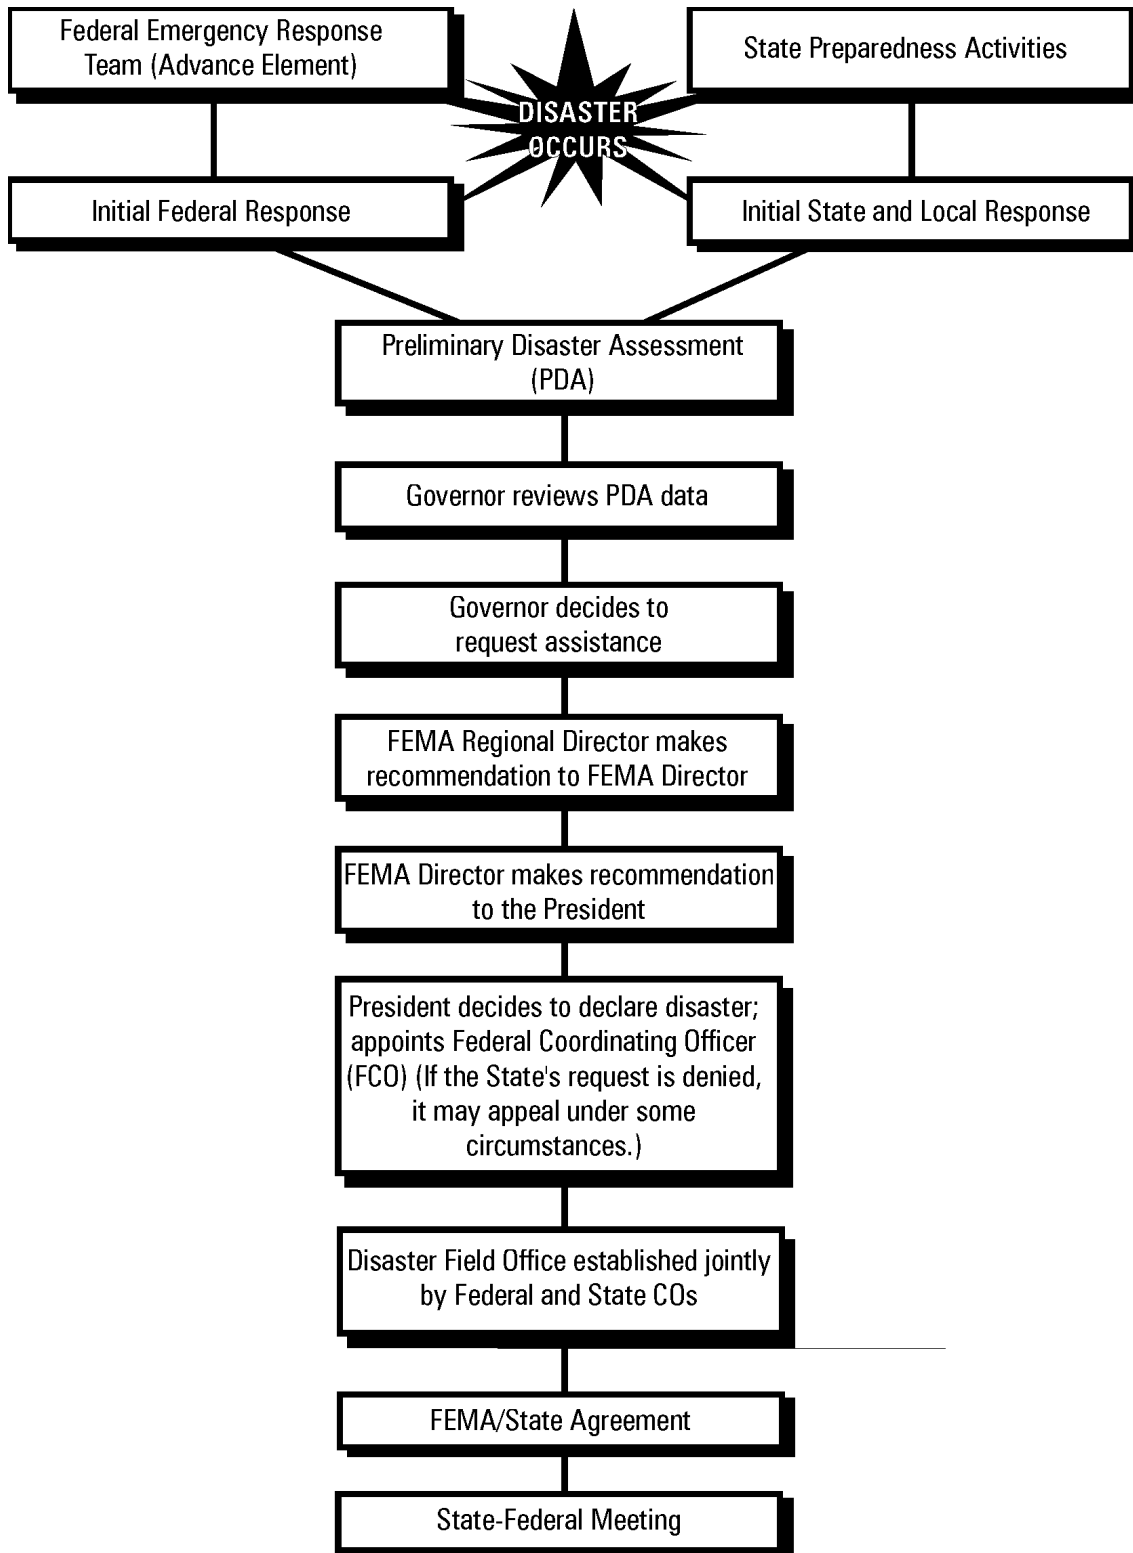 Federal Emergency Response
Team (Advance Element)
State Preparedness Activities
DISASTER
OCCURS
Initial Federal Response
Initial State and Local Response
Preliminary Disaster Assessment
(PDA)
Governor reviews PDA data
Governor decides to
request assistance
FEMA Regional Director makes
recommendation to FEMA Director
FEMA Director makes recommendation
to the President
President decides to declare disaster;
appoints Federal Coordinating Officer
(FCO) (If the State's request is denied,
it may appeal under some
circumstances.)
Disaster Field Office established jointly
by Federal and State COs
FEMA/State Agreement
State-Federal Meeting